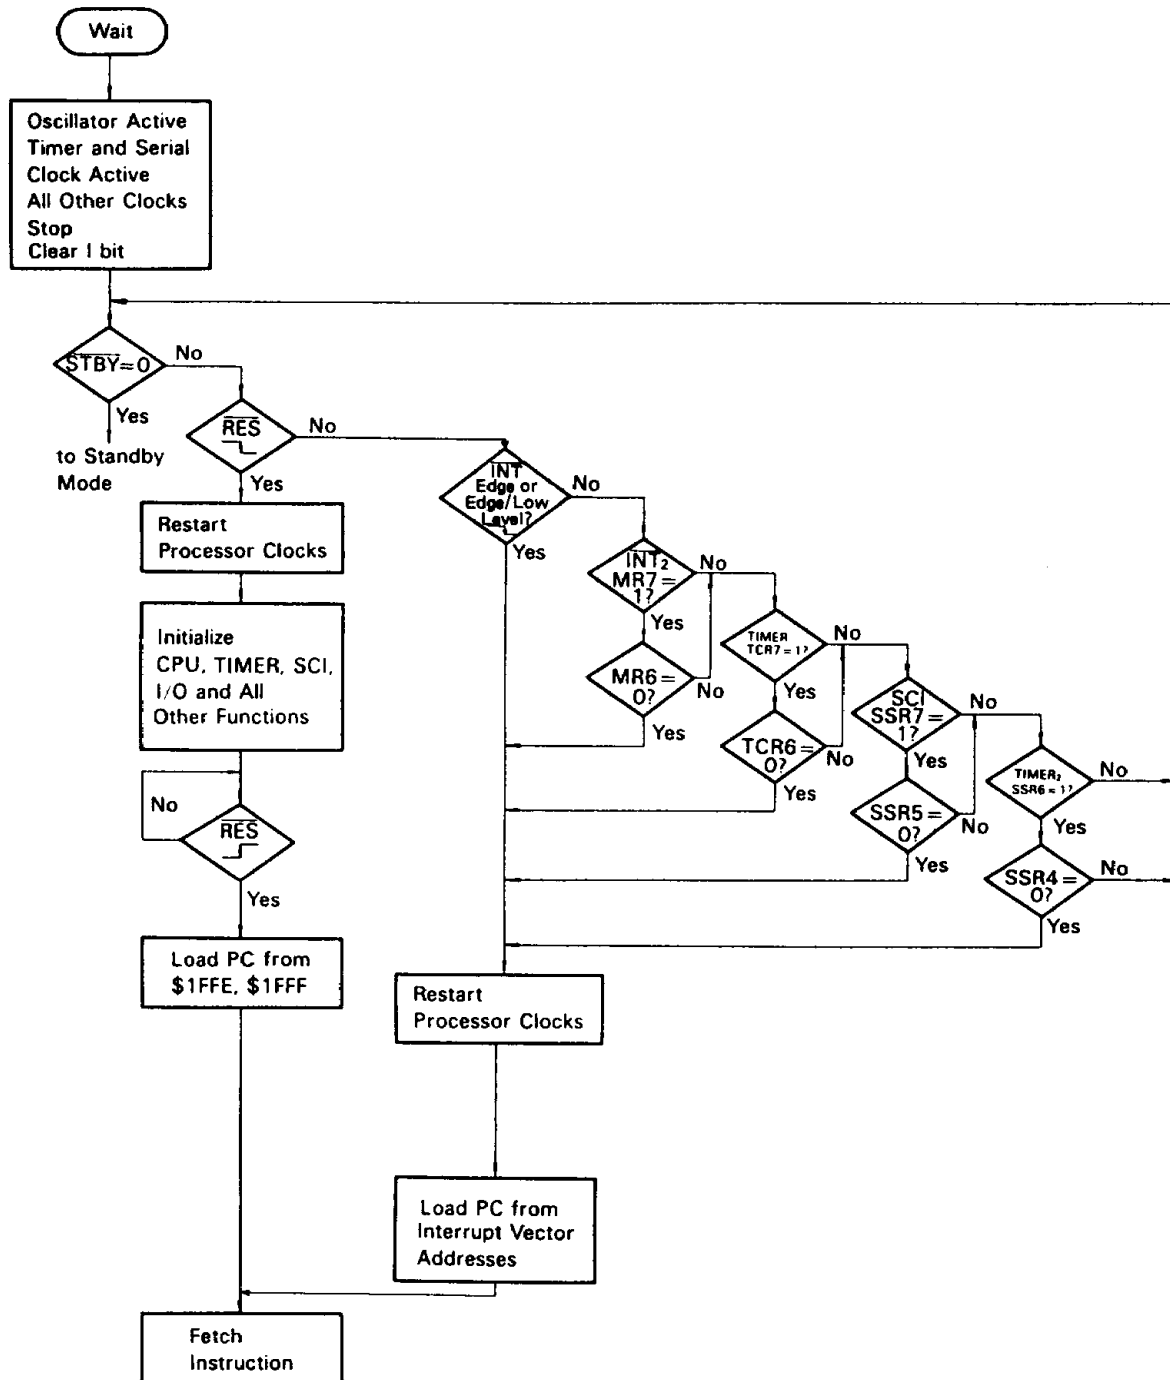 Wait
Oscillator Active
Timer and Serial
Clock Active
All Other Clocks
Stop
Clear I bit
STBY=0
No
Yes
to Standby
Mode
RES
No
Yes
Restart
Processor Clocks
Initialize
CPU, TIMER, SCI,
I/O and All
Other Functions
No
RES
Yes
Load PC from
$1FFE, $1FFF
INT
Edge or
Edge/Low
Level?
No
Yes
INT2
MR7=
1?
No
Yes
MR6=
0?
No
Yes
TIMER
TCR7=1?
No
Yes
TCR6=
0?
No
Yes
SCI
SSR7=
1?
No
Yes
SSR5=
0?
No
Yes
TIMER2
SSR6=1?
No
Yes
SSR4=
0?
No
Yes
Restart
Processor Clocks
Load PC from
Interrupt Vector
Addresses
Fetch
Instruction